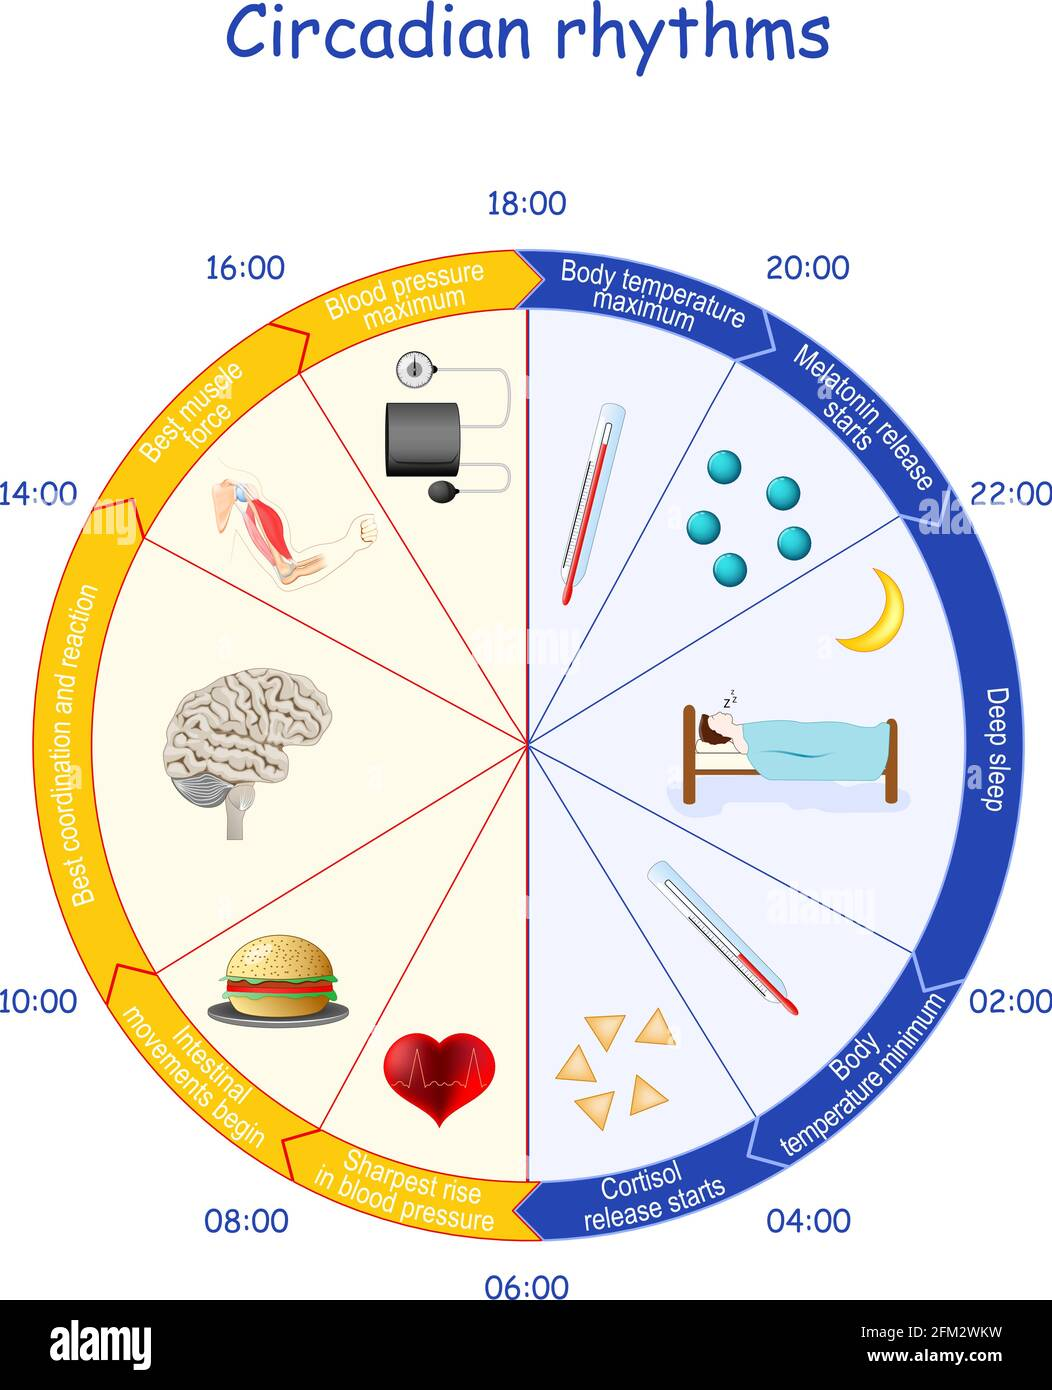 Circadian rhythms
18:00
16:00
20:00
Blood pressure
maximum
Body temperature
maximum
Best muscle
force
Melatonin release
starts
14:00
22:00
Best coordination and reaction
z
z
z
Deep sleep
10:00
02:00
Intestinal
movements begin
Body
temperature minimum
Sharpest rise
in blood pressure
Cortisol
release starts
08:00
04:00
06:00
a
a
a
alamy
a
a
a
a
alamy
alamy
Image ID: 2FM2WKW
www.alamy.com